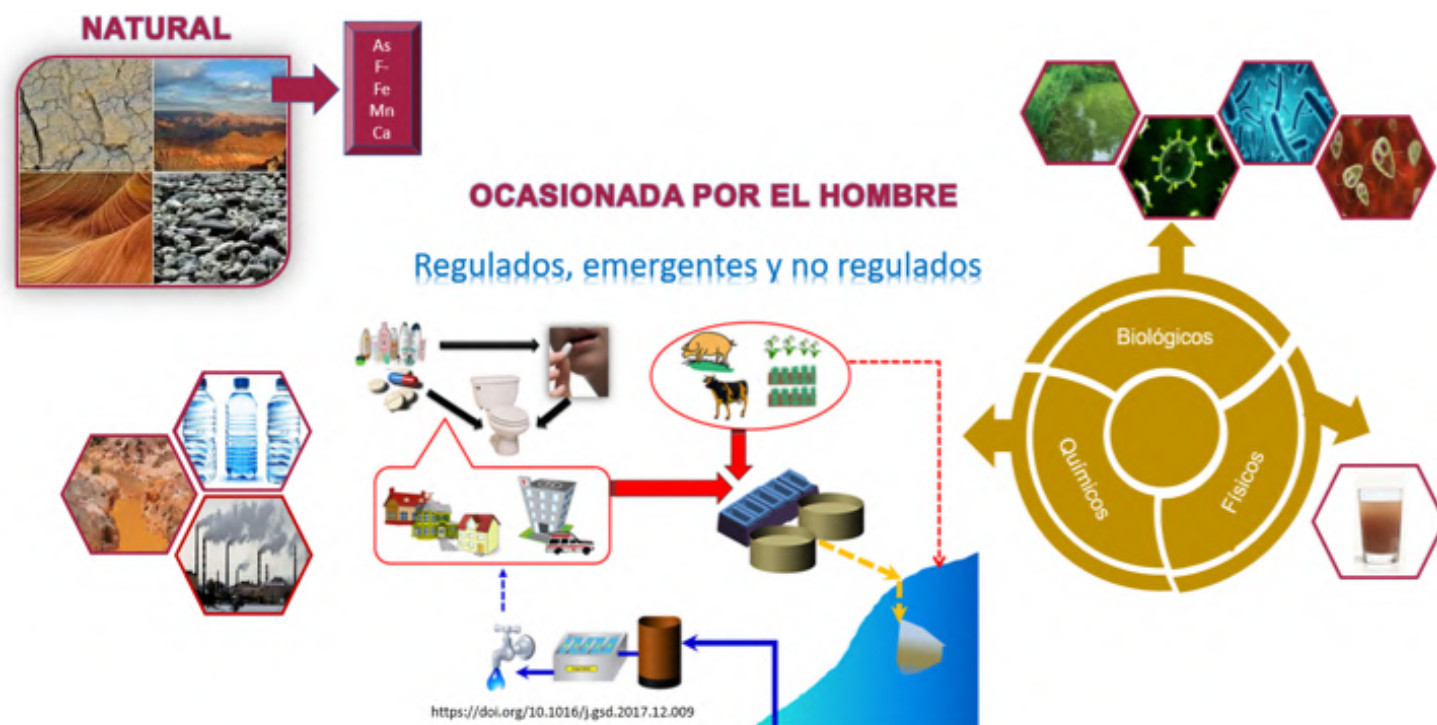 NATURAL
As
F-
Fe
Mn
Ca
OCASIONADA POR EL HOMBRE
Regulados, emergentes y no regulados
Biológicos
Químicos
Físicos
https://doi.org/10.1016/j.gsd.2017.12.009